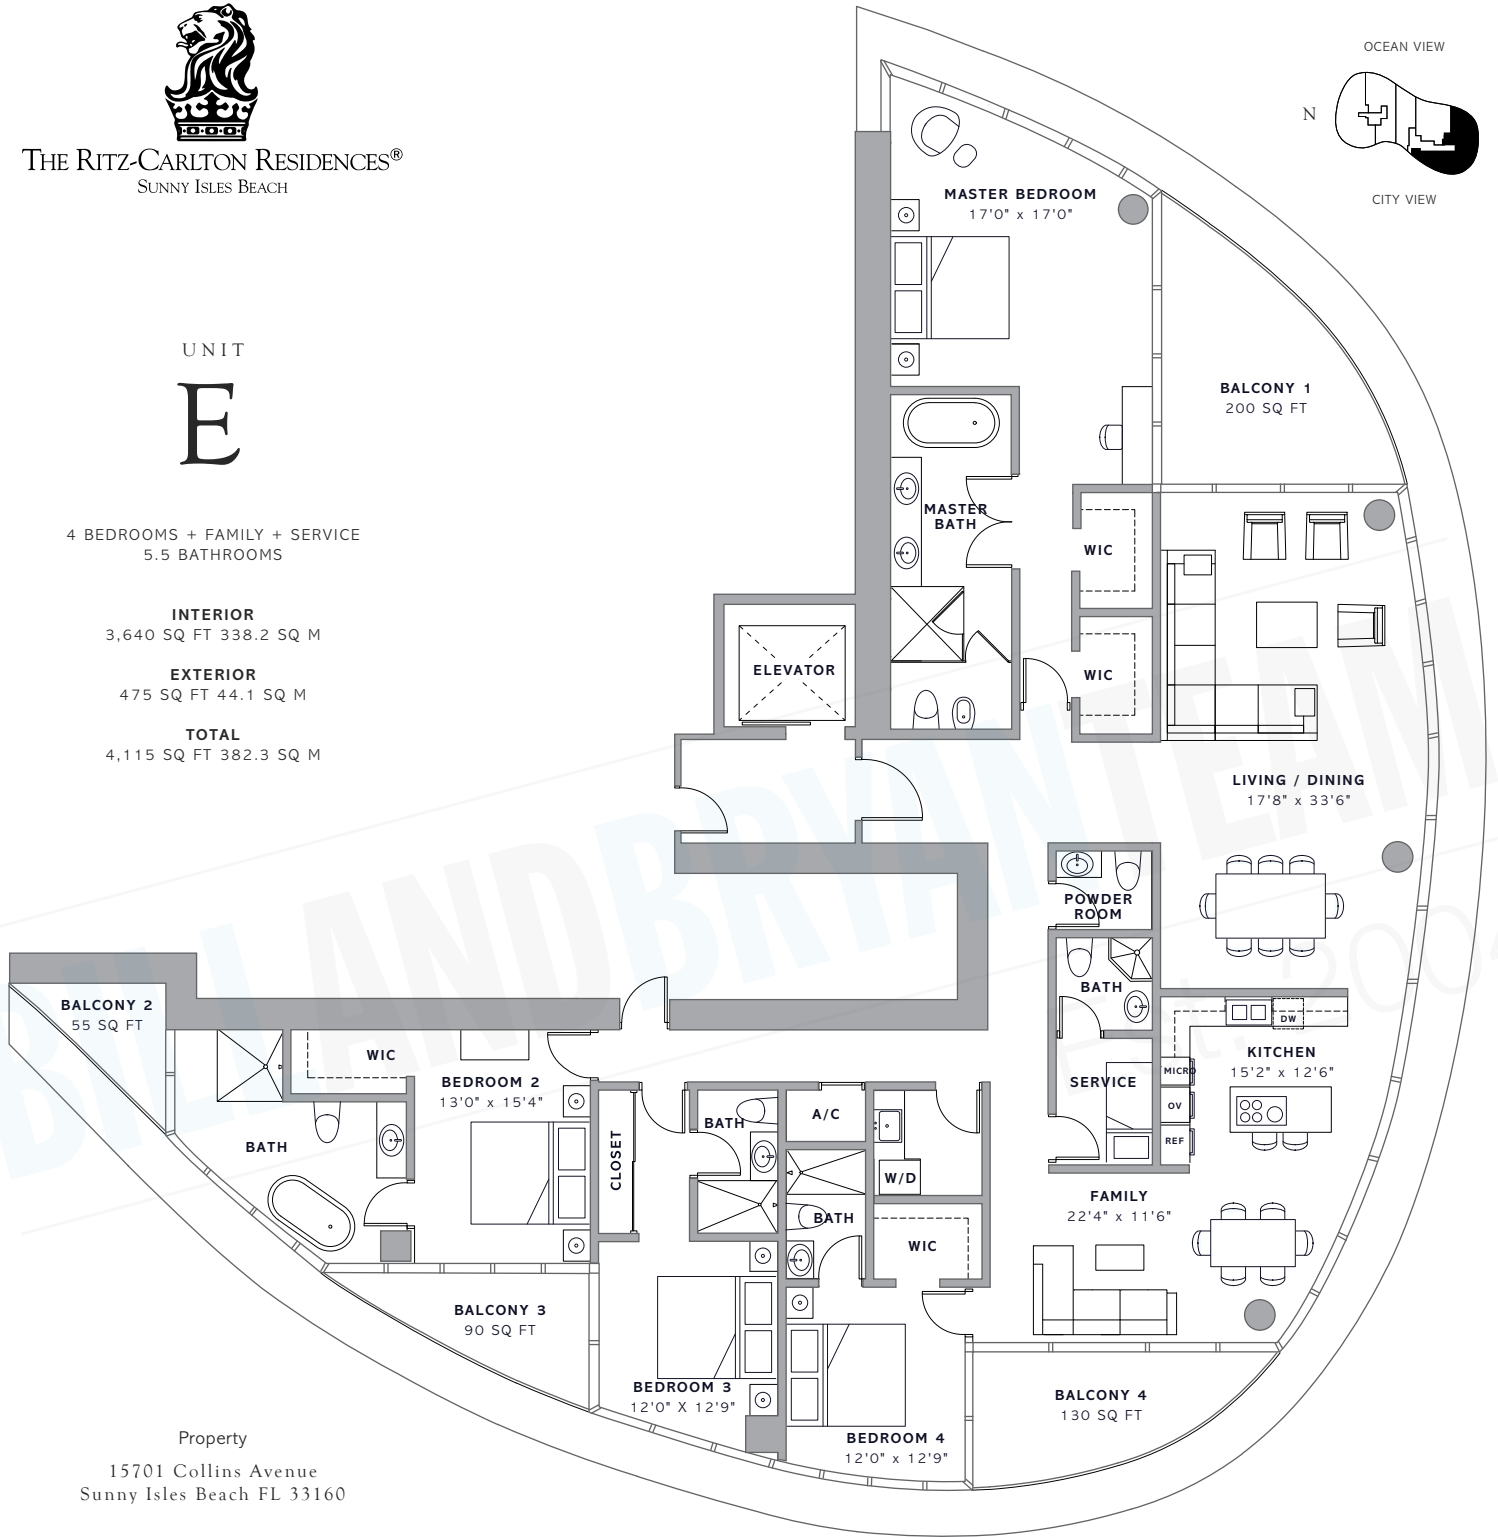 THE RITZ-CARLTON RESIDENCES®
SUNNY ISLES BEACH
OCEAN VIEW
N
CITY VIEW
UNIT
E
4 BEDROOMS + FAMILY + SERVICE
5.5 BATHROOMS
INTERIOR
3,640 SQ FT 338.2 SQ M
EXTERIOR
475 SQ FT 44.1 SQ M
TOTAL
4,115 SQ FT 382.3 SQ M
MASTER BEDROOM
17'0" x 17'0"
BALCONY 1
200 SQ FT
MASTER
BATH
WIC
WIC
ELEVATOR
LIVING / DINING
17'8" x 33'6"
POWDER
ROOM
BATH
DW
KITCHEN
15'2" x 12'6"
MICRO
OV
REF
SERVICE
FAMILY
22'4" x 11'6"
BALCONY 2
55 SQ FT
WIC
BEDROOM 2
13'0" x 15'4"
BATH
CLOSET
BATH
A/C
W/D
BATH
WIC
BALCONY 3
90 SQ FT
BEDROOM 3
12'0" X 12'9"
BEDROOM 4
12'0" x 12'9"
BALCONY 4
130 SQ FT
BILLANDBRYANTEAM
Est. 2004
Property
15701 Collins Avenue
Sunny Isles Beach FL 33160